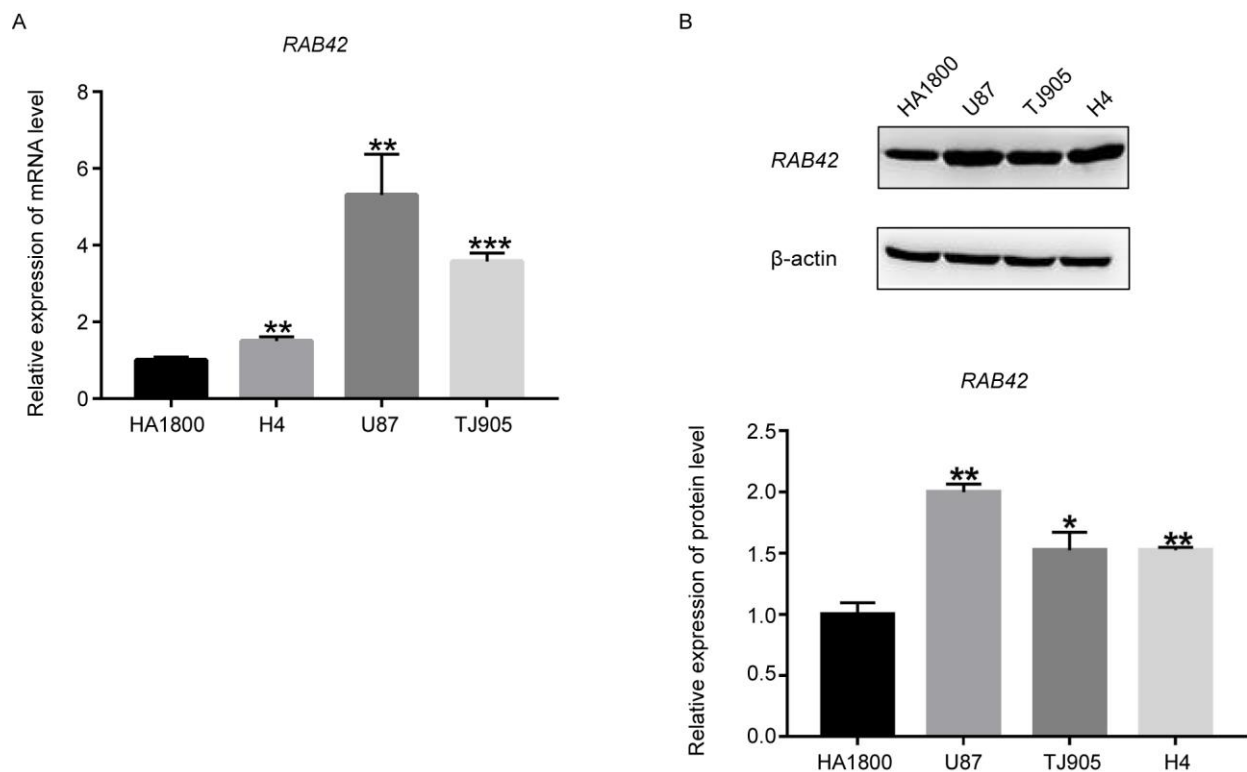 A
RAB42
Relative expression of mRNA level
8
6
4
2
0
**
**
***
HA1800 H4 U87 TJ905
B
HA1800 U87 TJ905 H4
RAB42
β-actin
RAB42
Relative expression of protein level
2.5
2.0
1.5
1.0
0.5
0.0
**
*
**
HA1800 U87 TJ905 H4